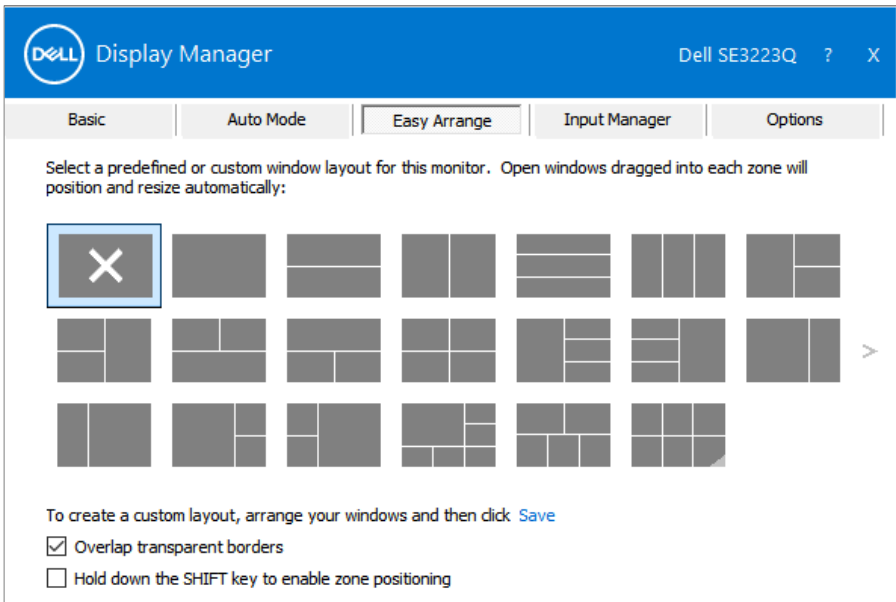 DELL Display Manager Dell SE3223Q ? X
Basic Auto Mode Easy Arrange Input Manager Options
Select a predefined or custom window layout for this monitor. Open windows dragged into each zone will
position and resize automatically:
>
To create a custom layout, arrange your windows and then click Save
Overlap transparent borders
Hold down the SHIFT key to enable zone positioning